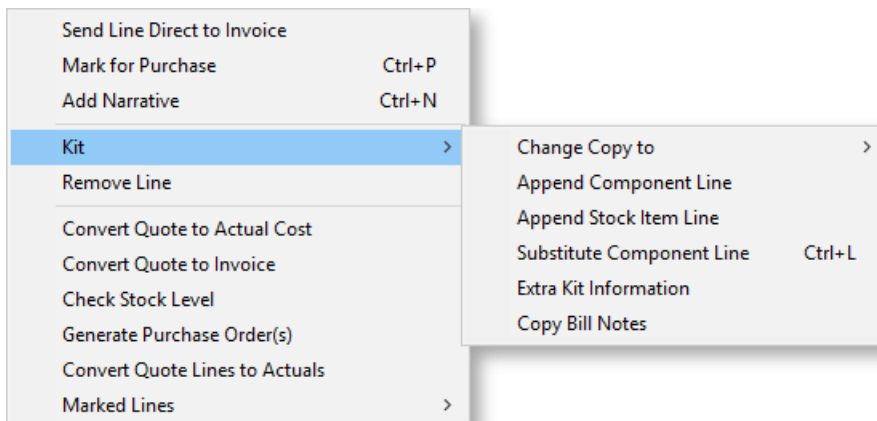 Send Line Direct to Invoice
Mark for Purchase Ctrl+P
Add Narrative Ctrl+N
Kit >
Remove Line
Convert Quote to Actual Cost
Convert Quote to Invoice
Check Stock Level
Generate Purchase Order(s)
Convert Quote Lines to Actuals
Marked Lines >
Change Copy to >
Append Component Line
Append Stock Item Line
Substitute Component Line Ctrl+L
Extra Kit Information
Copy Bill Notes